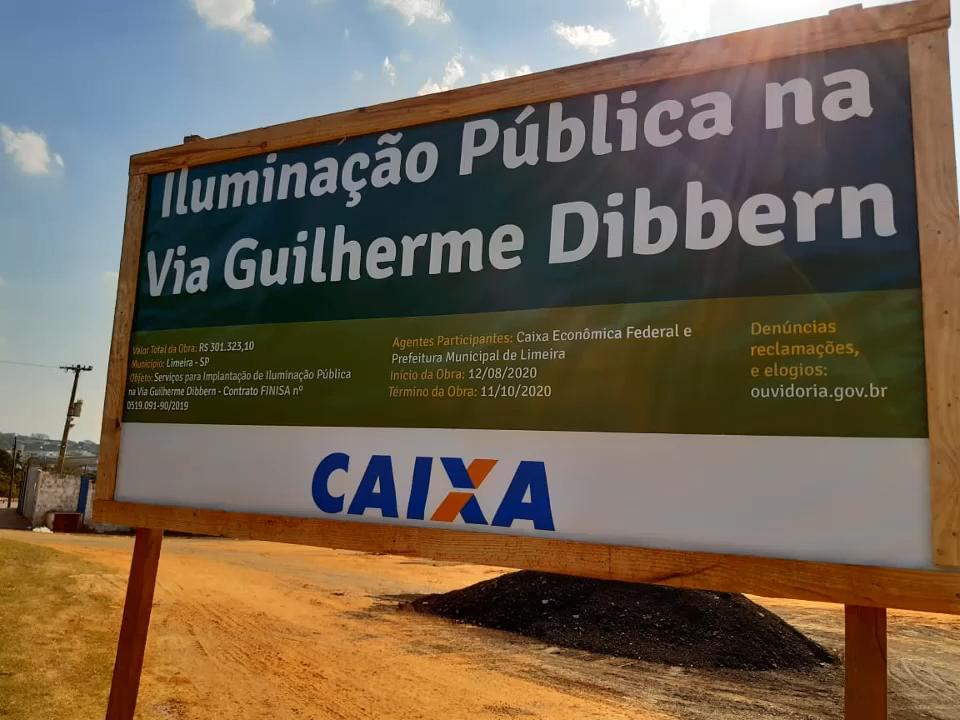 Iluminação Pública na
Via Guilherme Dibbern
Valor Total da Obra: R$ 301.323,10
Município: Limeira - SP
Objeto: Serviços para Implantação de Iluminação Pública
na Via Guilherme Dibbern - Contrato FINISA nº
0519.091-90/2019
Agentes Participantes: Caixa Econômica Federal e
Prefeitura Municipal de Limeira
Início da Obra: 12/08/2020
Término da Obra: 11/10/2020
Denúncias
reclamações,
e elogios:
ouvidoria.gov.br
CAIXA